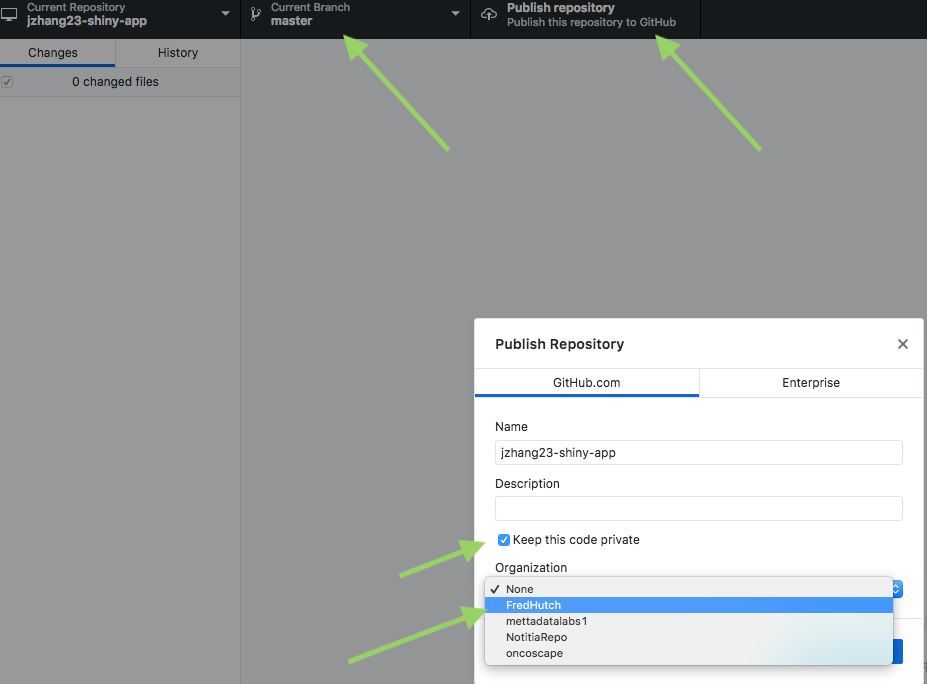 Current Repository
jzhang23-shiny-app
Current Branch
master
Publish repository
Publish this repository to GitHub
Changes
History
0 changed files
Publish Repository
GitHub.com
Enterprise
Name
jzhang23-shiny-app
Description
Keep this code private
Organization
None
FredHutch
mettadatalabs1
NotitiaRepo
oncoscape